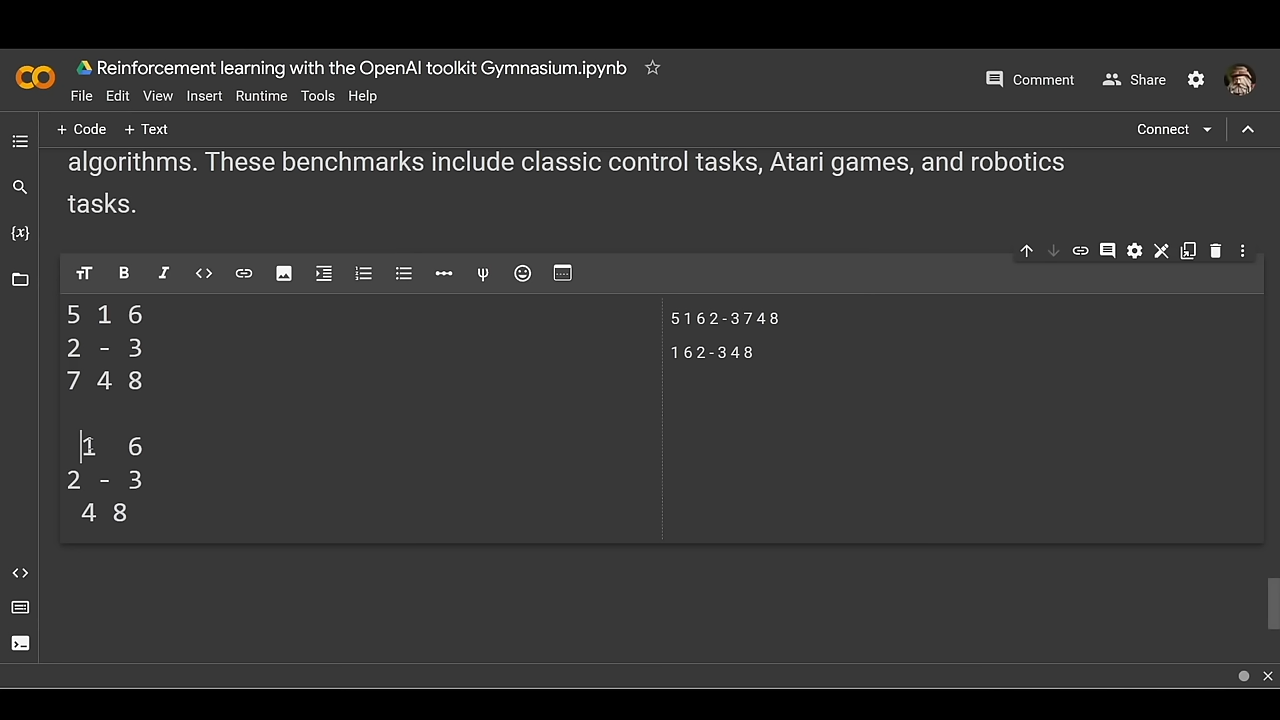 Reinforcement learning with the OpenAI toolkit Gymnasium.ipynb
Comment
Share
File Edit View Insert Runtime Tools Help
+ Code + Text
Connect
algorithms. These benchmarks include classic control tasks, Atari games, and robotics
tasks.
5 1 6
2 - 3
7 4 8
1 6
2 - 3
4 8
5 1 6 2 - 3 7 4 8
1 6 2 - 3 4 8